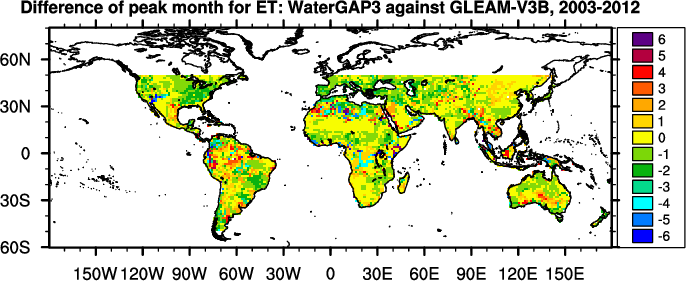 Difference of peak month for ET: WaterGAP3 against GLEAM-V3B, 2003-2012
60N
30N
0
30S
60S
150W 120W 90W 60W 30W 0 30E 60E 90E 120E 150E
6
5
4
3
2
1
0
-1
-2
-3
-4
-5
-6